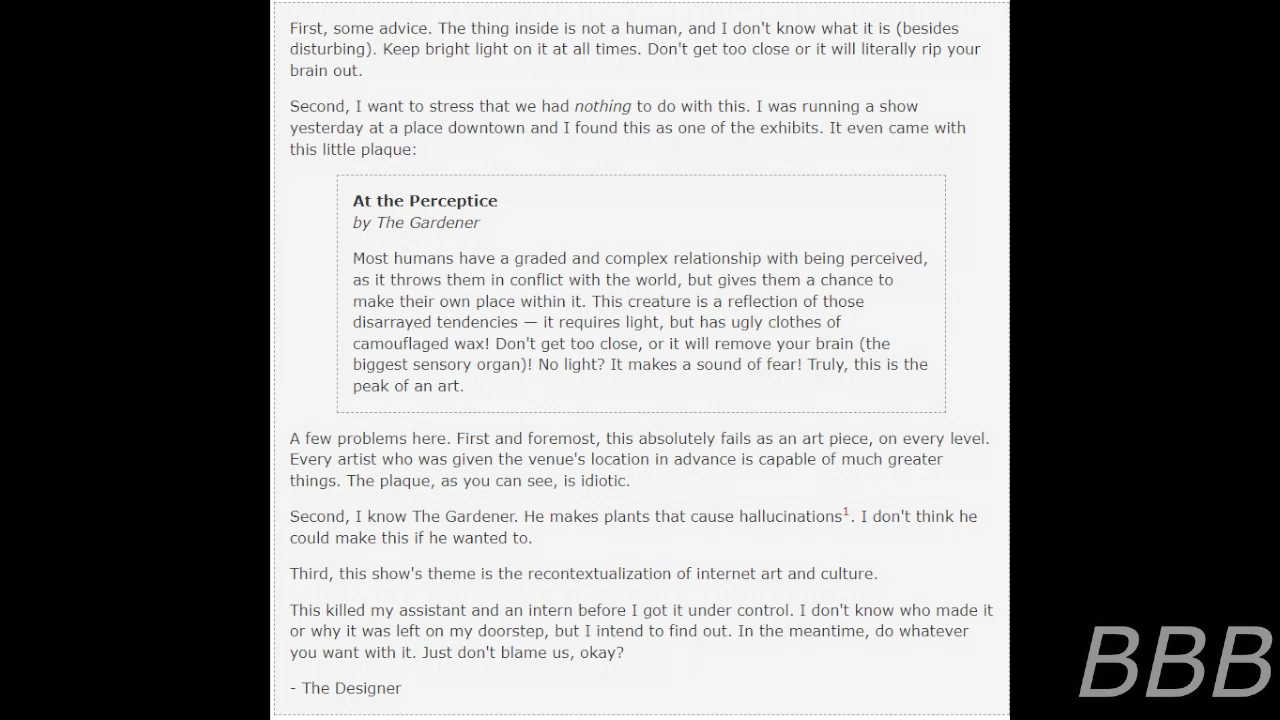 First, some advice. The thing inside is not a human, and I don't know what it is (besides
disturbing). Keep bright light on it at all times. Don't get too close or it will literally rip your
brain out.
Second, I want to stress that we had nothing to do with this. I was running a show
yesterday at a place downtown and I found this as one of the exhibits. It even came with
this little plaque:
At the Perceptice
by The Gardener
Most humans have a graded and complex relationship with being perceived,
as it throws them in conflict with the world, but gives them a chance to
make their own place within it. This creature is a reflection of those
disarrayed tendencies — it requires light, but has ugly clothes of
camouflaged wax! Don't get too close, or it will remove your brain (the
biggest sensory organ)! No light? It makes a sound of fear! Truly, this is the
peak of an art.
A few problems here. First and foremost, this absolutely fails as an art piece, on every level.
Every artist who was given the venue's location in advance is capable of much greater
things. The plaque, as you can see, is idiotic.
Second, I know The Gardener. He makes plants that cause hallucinations1. I don't think he
could make this if he wanted to.
Third, this show's theme is the recontextualization of internet art and culture.
This killed my assistant and an intern before I got it under control. I don't know who made it
or why it was left on my doorstep, but I intend to find out. In the meantime, do whatever
you want with it. Just don't blame us, okay?
- The Designer
BBB